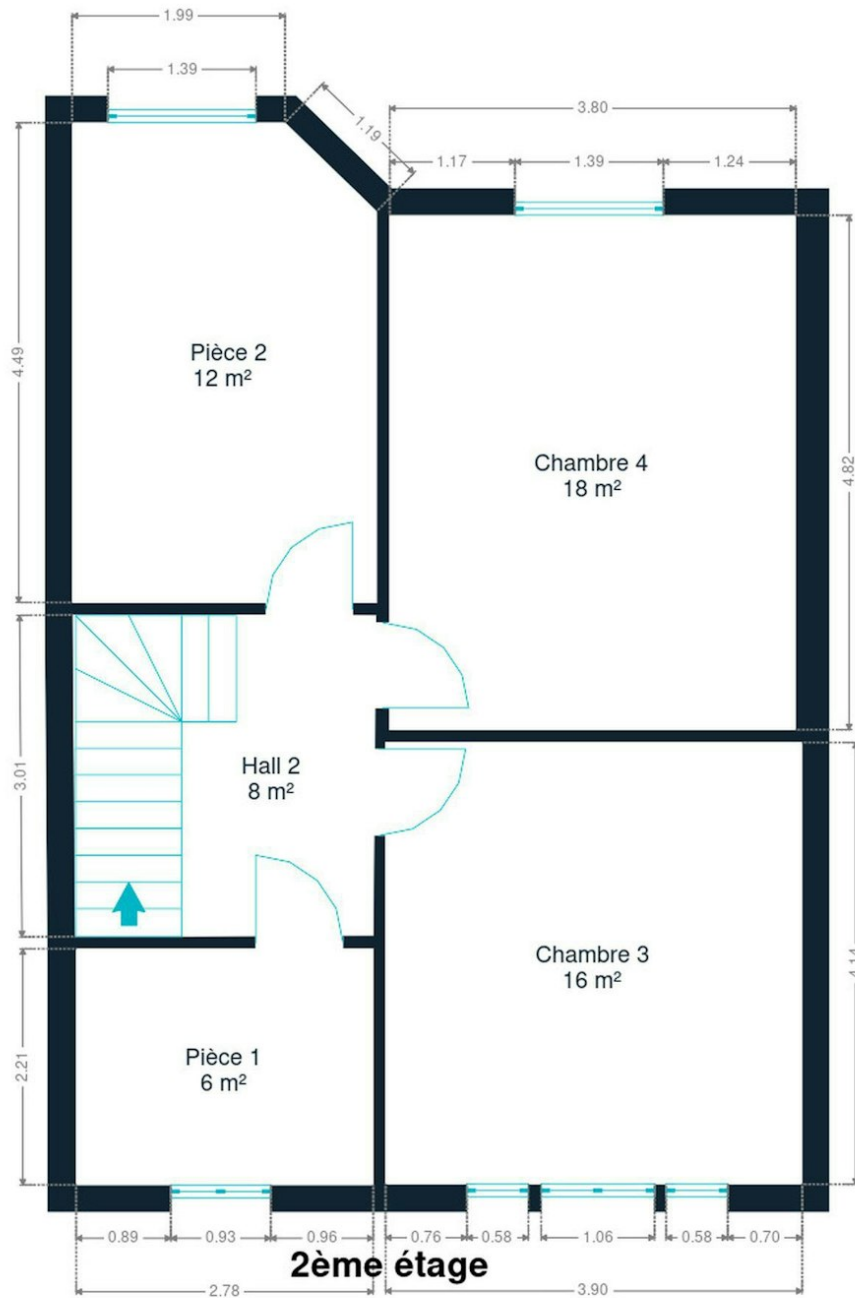 1.99
1.39
1.19
3.80
1.17
1.39
1.24
4.49
Pièce 2
12 m²
Chambre 4
18 m²
4.82
3.01
Hall 2
8 m²
Chambre 3
16 m²
4.14
2.21
Pièce 1
6 m²
0.89
0.93
0.96
0.76
0.58
1.06
0.58
0.70
2ème étage
2.78
3.90